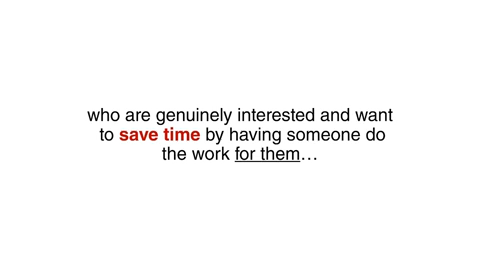 who are genuinely interested and want
to save time by having someone do
the work for them…